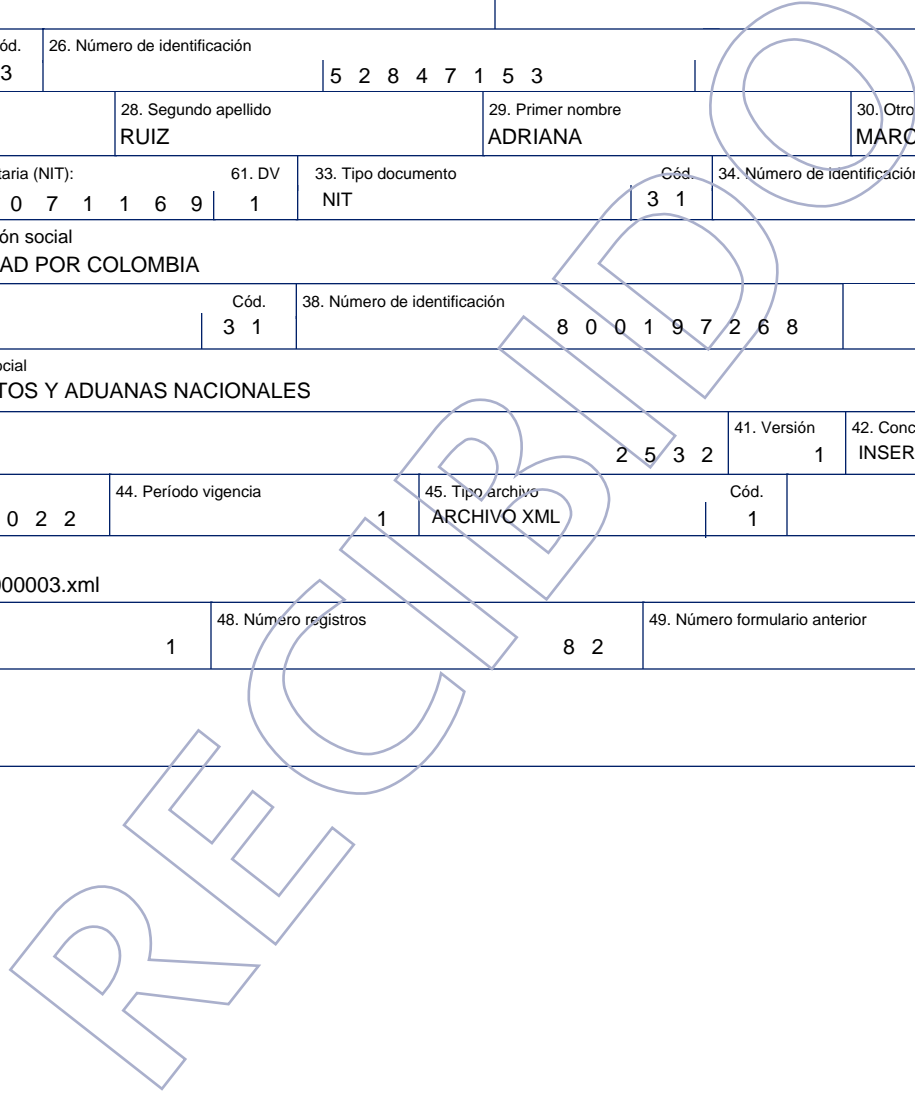 ód. 26. Número de identificación
3 5 2 8 4 7 1 5 3
28. Segundo apellido 29. Primer nombre 30. Otro
RUIZ ADRIANA MARC
taria (NIT): 61. DV 33. Tipo documento Cód. 34. Número de identificación
0 7 1 1 6 9 1 NIT 3 1
ón social
AD POR COLOMBIA
Cód. 38. Número de identificación
3 1 8 0 0 1 9 7 2 6 8
ocial
TOS Y ADUANAS NACIONALES
41. Versión 42. Conc
2 5 3 2 1 INSER
44. Período vigencia 45. Tipo archivo Cód.
0 2 2 1 ARCHIVO XML 1
000003.xml
48. Número registros 49. Número formulario anterior
1 8 2
RECIBIDO